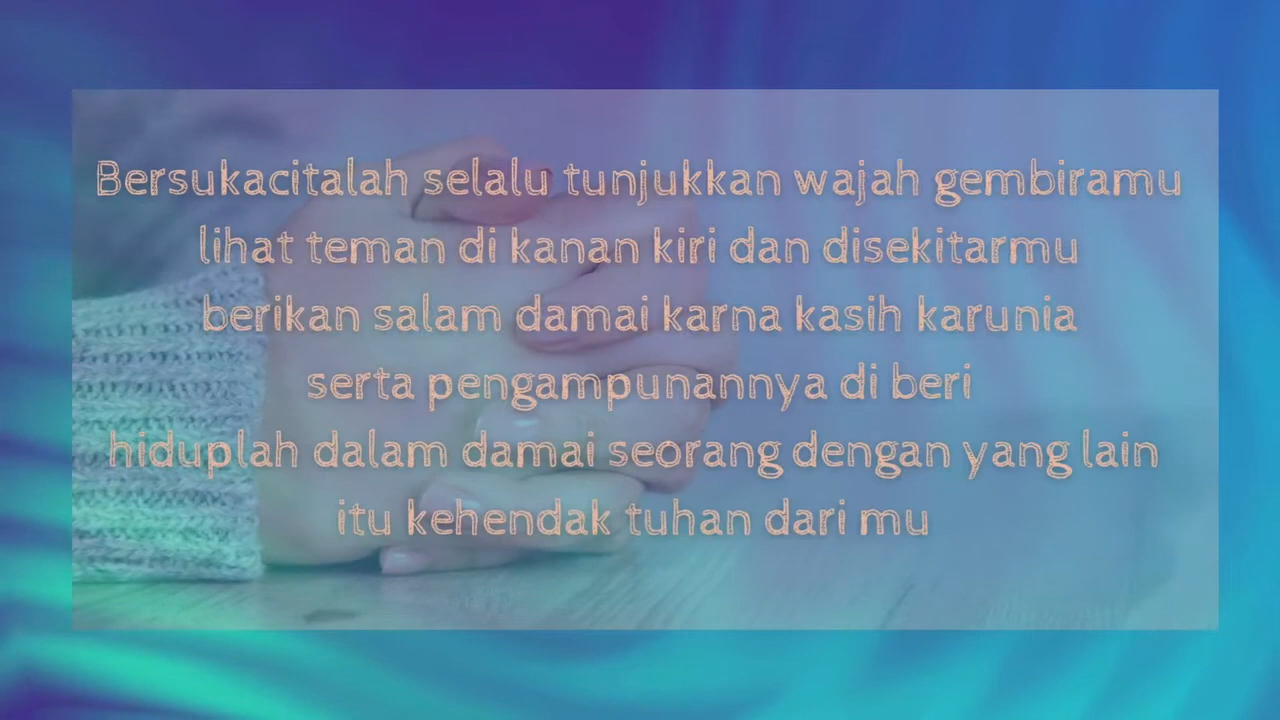 Bersukacitalah selalu tunjukkan wajah gembiramu
lihat teman di kanan kiri dan disekitarmu
berikan salam damai karna kasih karunia
serta pengampunannya di beri
hiduplah dalam damai seorang dengan yang lain
itu kehendak tuhan dari mu